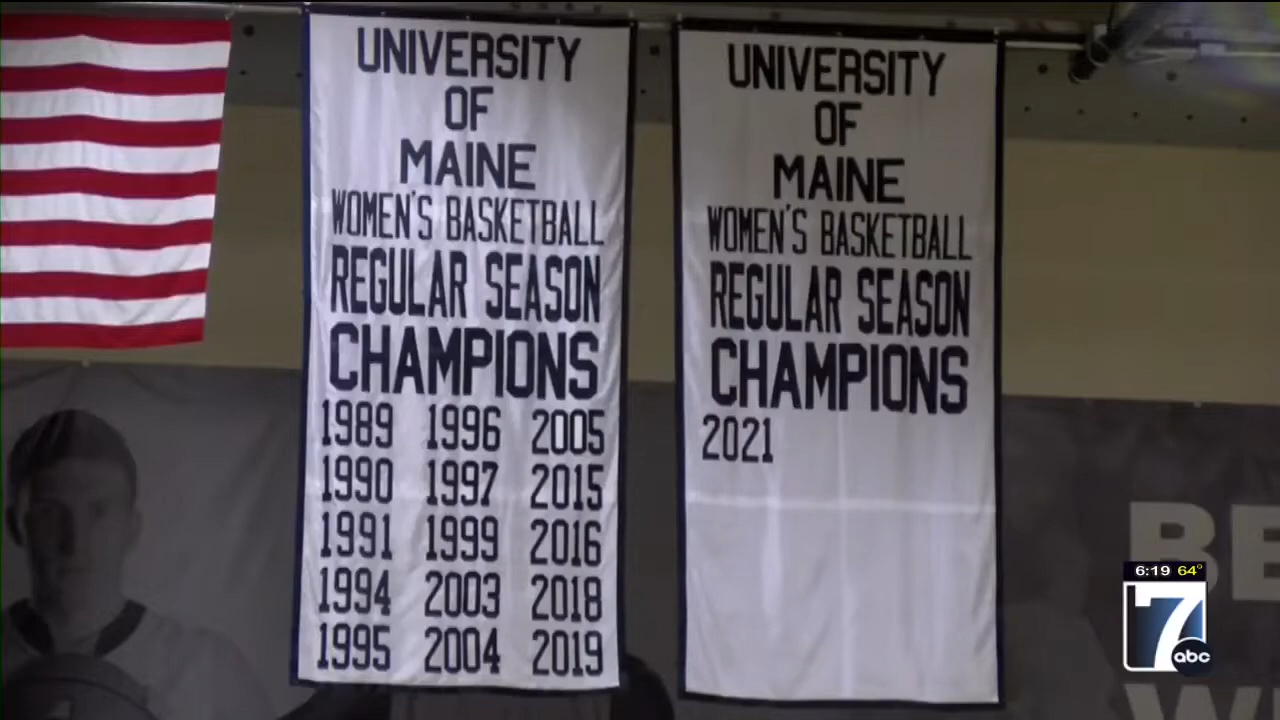 UNIVERSITY
OF
MAINE
WOMEN'S BASKETBALL
REGULAR SEASON
CHAMPIONS
1989 1996 2005
1990 1997 2015
1991 1999 2016
1994 2003 2018
1995 2004 2019
UNIVERSITY
OF
MAINE
WOMEN'S BASKETBALL
REGULAR SEASON
CHAMPIONS
2021
BE
6:19 64°
7
abc